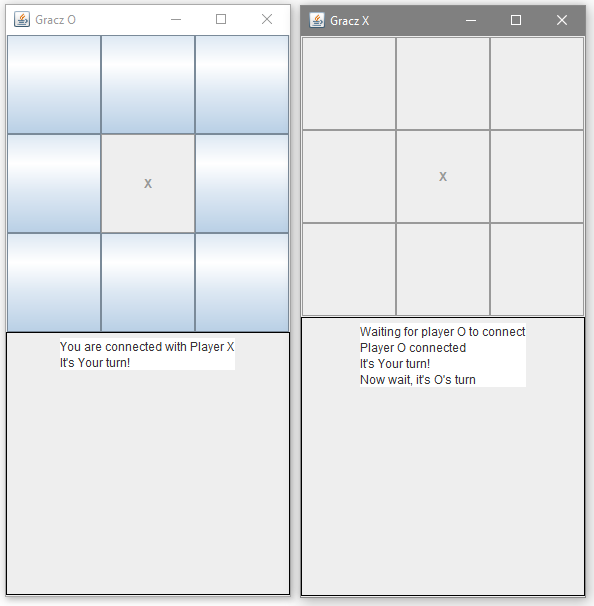 Gracz O
X
You are connected with Player X
It's Your turn!
Gracz X
X
Waiting for player O to connect
Player O connected
It's Your turn!
Now wait, it's O's turn